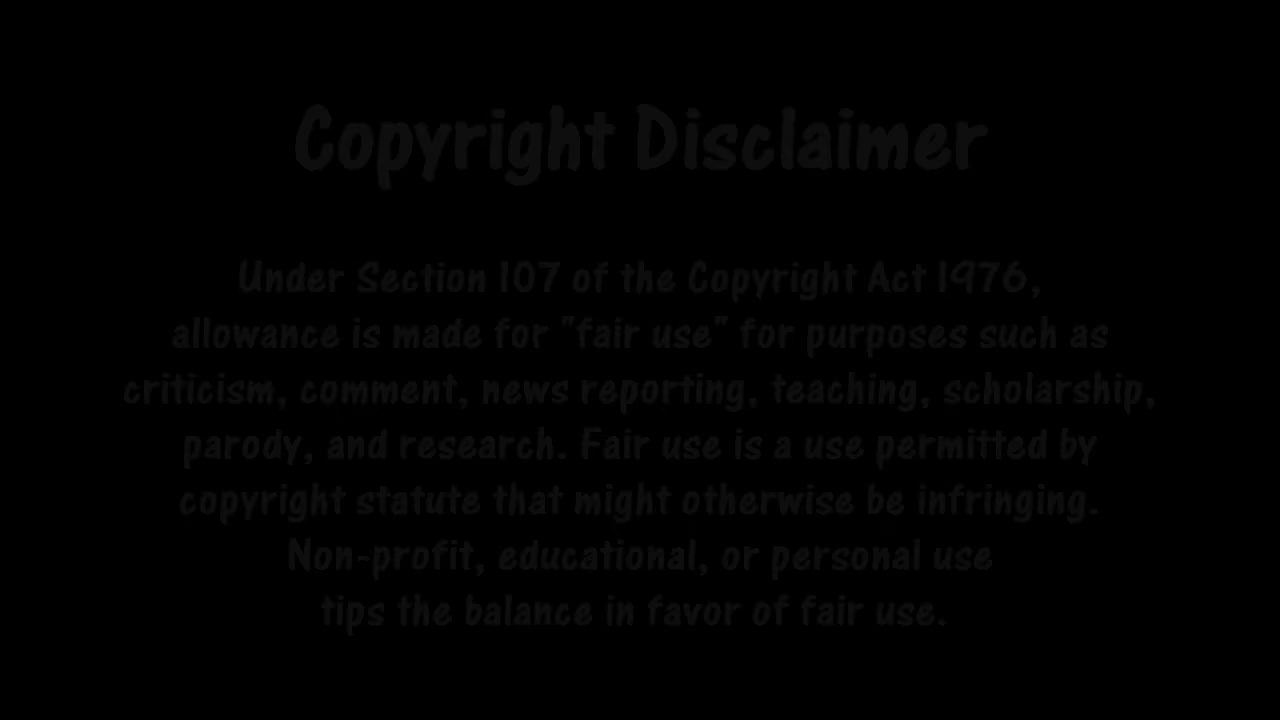 Copyright Disclaimer
Under Section 107 of the Copyright Act 1976,
allowance is made for "fair use" for purposes such as
criticism, comment, news reporting, teaching, scholarship,
parody, and research. Fair use is a use permitted by
copyright statute that might otherwise be infringing.
Non-profit, educational, or personal use
tips the balance in favor of fair use.